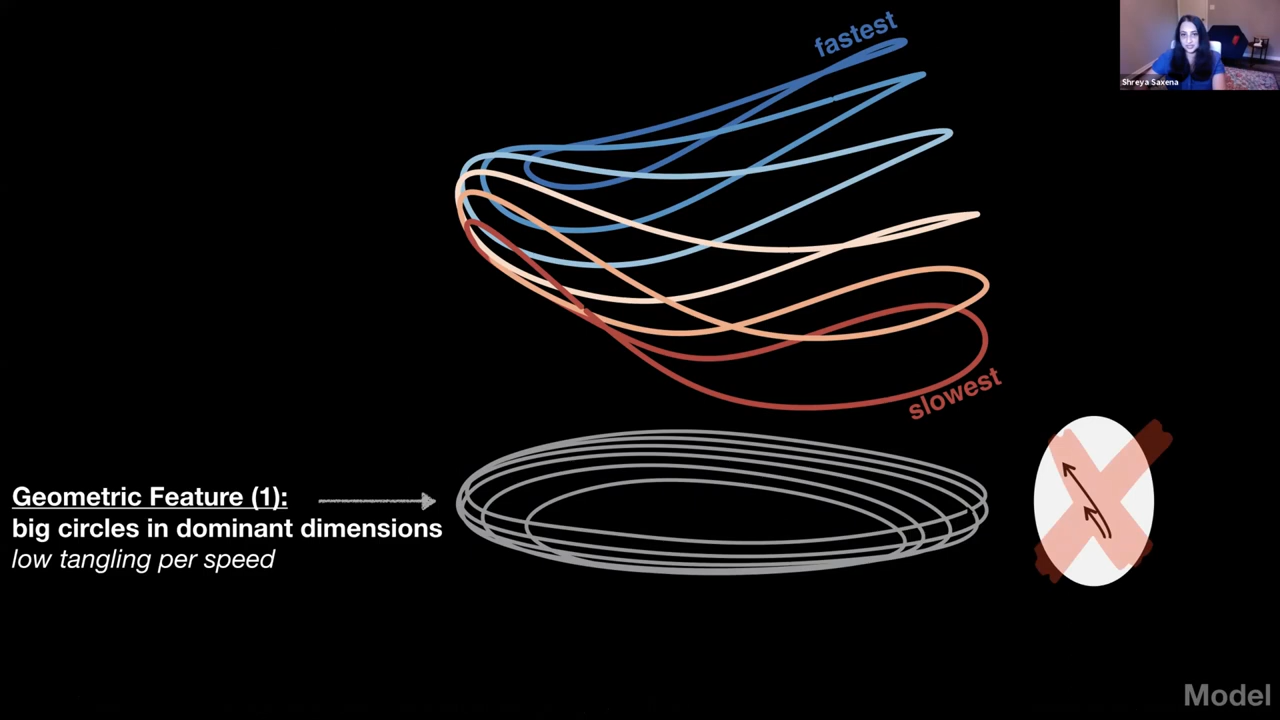 fastest
Shreya Saxena
slowest
Geometric Feature (1):
big circles in dominant dimensions
low tangling per speed
Model